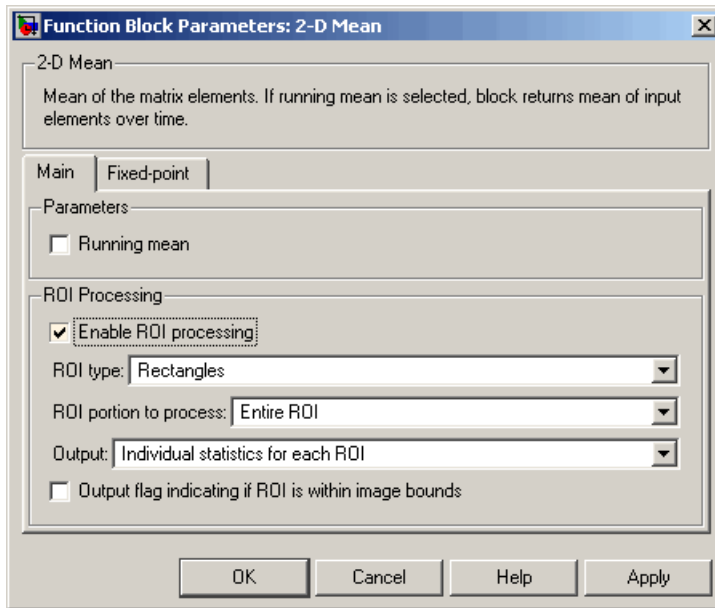 Function Block Parameters: 2-D Mean
2-D Mean
Mean of the matrix elements. If running mean is selected, block returns mean of input
elements over time.
Main
Fixed-point
Parameters
Running mean
ROI Processing
Enable ROI processing
ROI type: Rectangles
ROI portion to process: Entire ROI
Output: Individual statistics for each ROI
Output flag indicating if ROI is within image bounds
OK
Cancel
Help
Apply